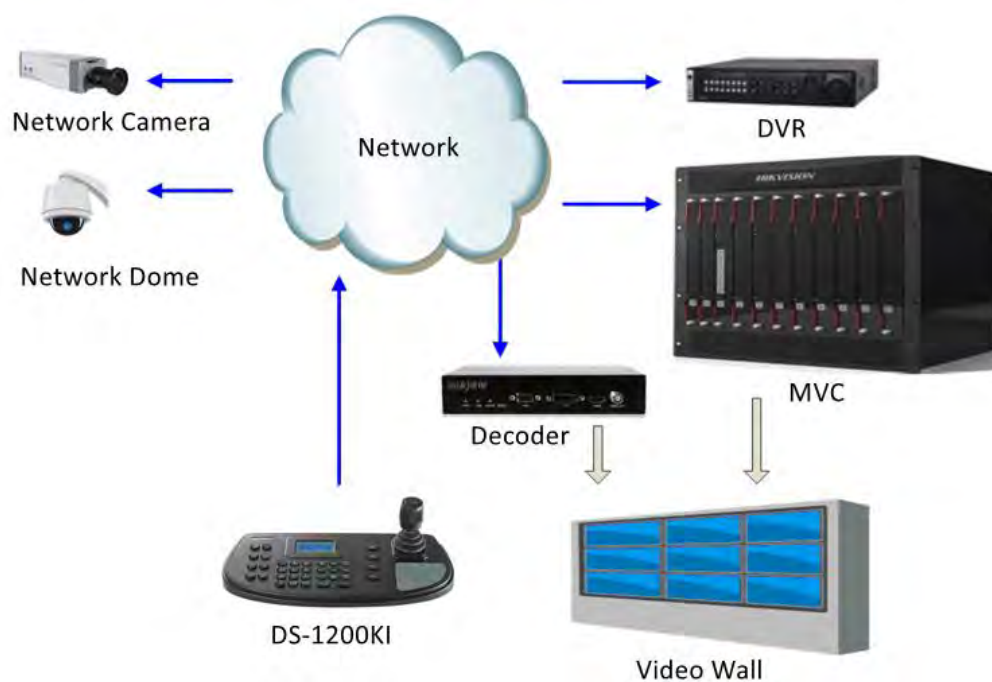 Network Camera
Network
DVR
HIKVISION
Network Dome
MVC
Decoder
DS-1200KI
Video Wall